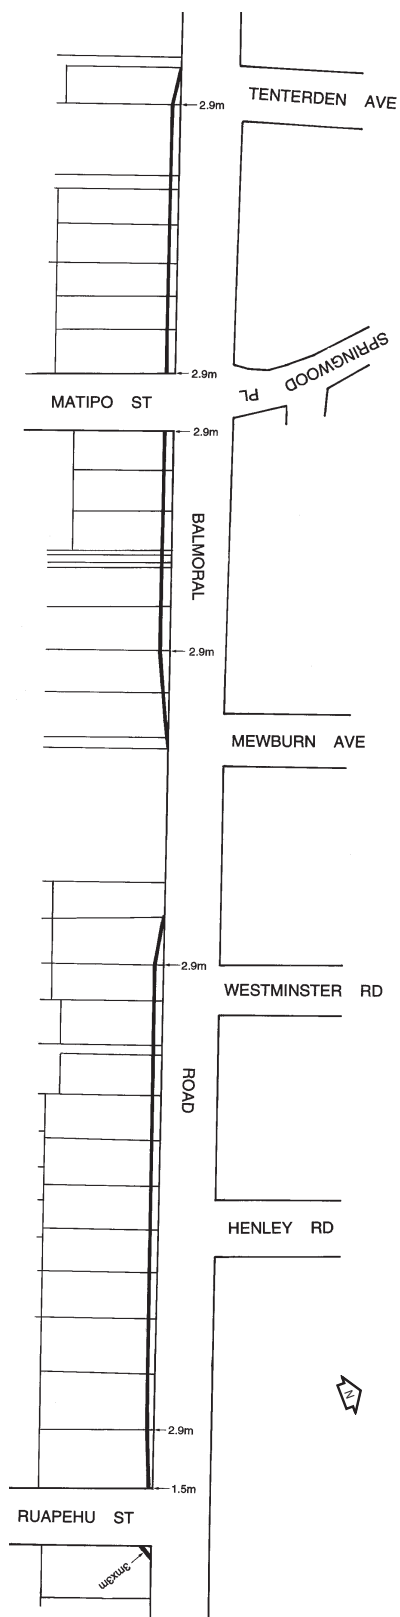 2.9m
TENTERDEN AVE
SPRINGWOOD PL
2.9m
MATIPO ST
2.9m
BALMORAL
2.9m
MEWBURN AVE
2.9m
WESTMINSTER RD
ROAD
HENLEY RD
N
2.9m
1.5m
RUAPEHU ST
3mx3m